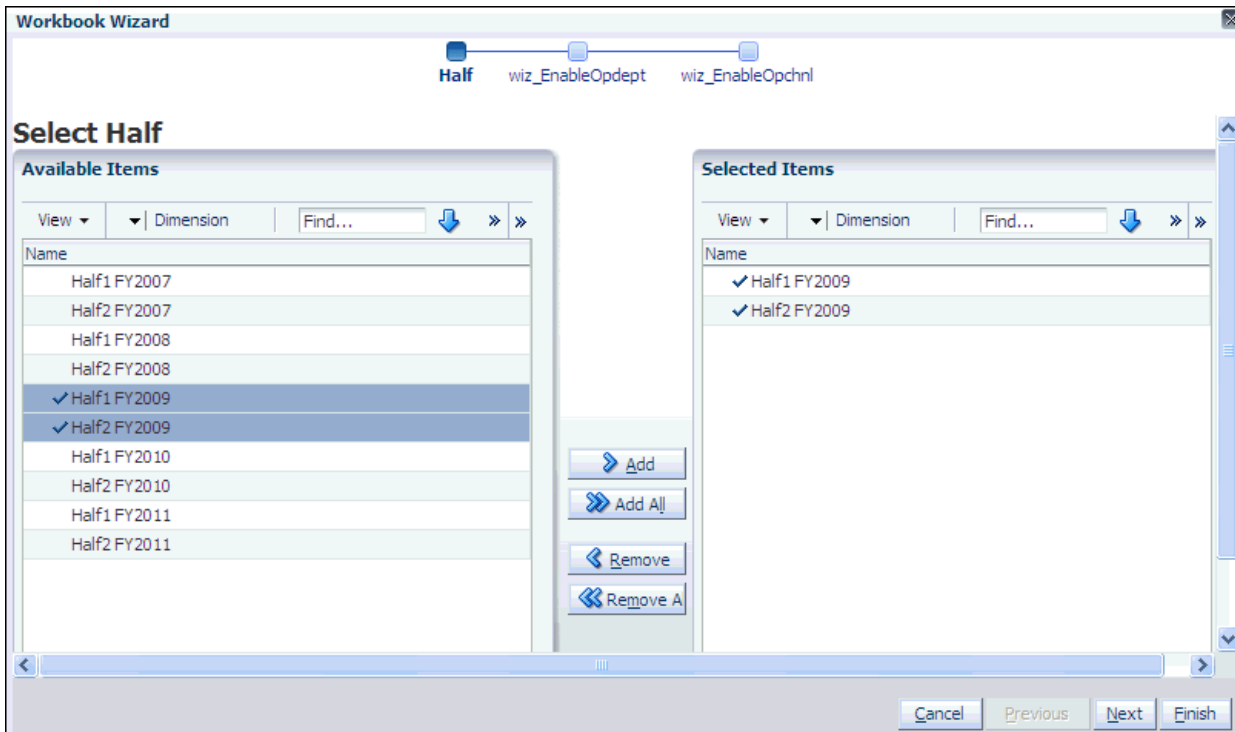 Workbook Wizard
Half wiz_EnableOpdept wiz_EnableOpchnl
Select Half
Available Items
View Dimension Find...
Name
Half1 FY2007
Half2 FY2007
Half1 FY2008
Half2 FY2008
Half1 FY2009
Half2 FY2009
Half1 FY2010
Half2 FY2010
Half1 FY2011
Half2 FY2011
Add
Add All
Remove
Remove A
Selected Items
View Dimension Find...
Name
Half1 FY2009
Half2 FY2009
Cancel Previous Next Finish